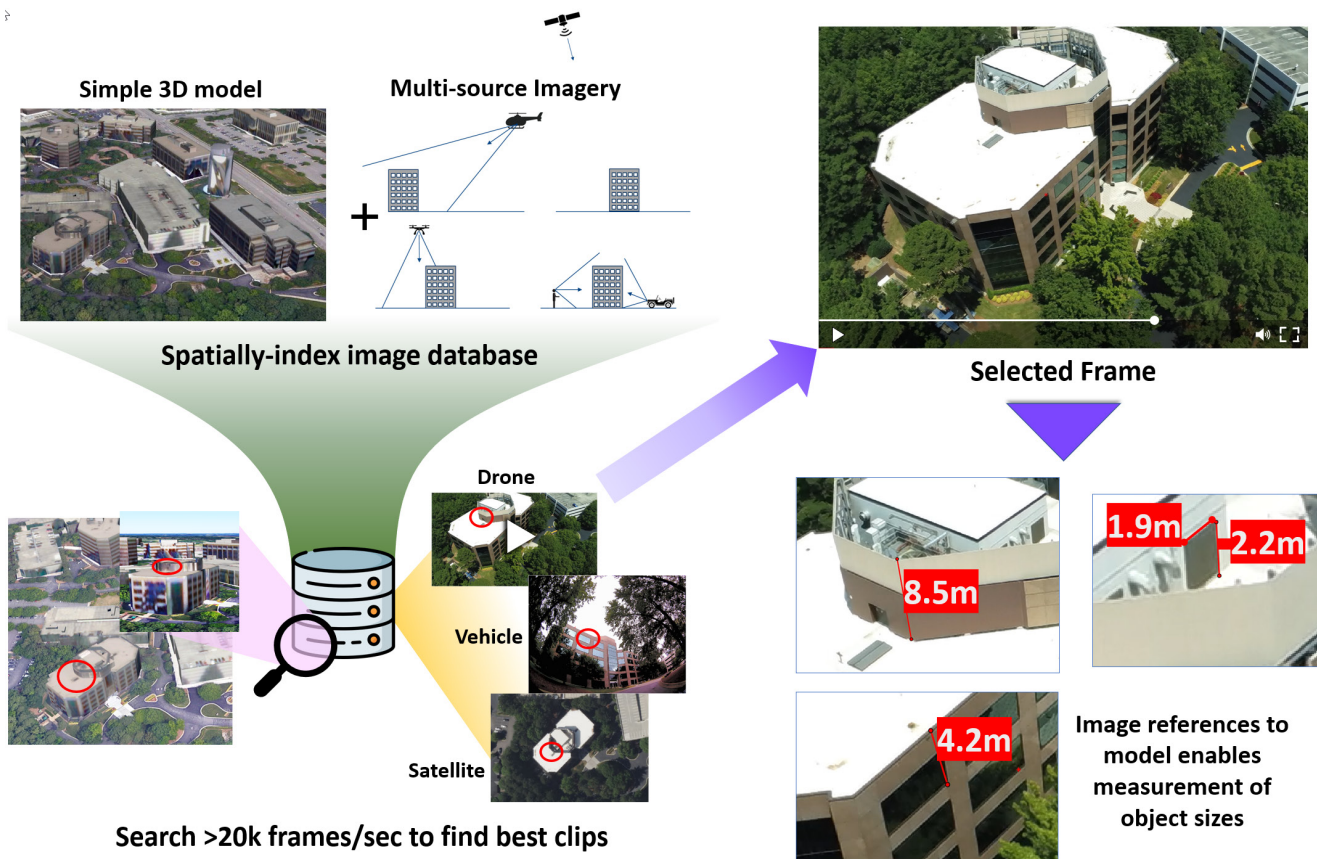 Simple 3D model
Multi-source Imagery
+
Spatially-index image database
Selected Frame
Drone
Vehicle
Satellite
Search >20k frames/sec to find best clips
8.5m
1.9m
2.2m
4.2m
Image references to
model enables
measurement of
object sizes